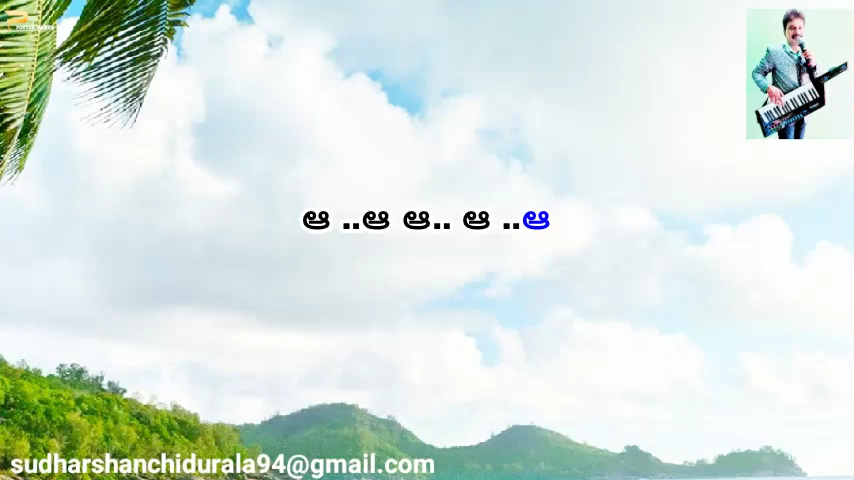 ఆ ..ఆ ఆ.. ఆ ..ఆ
sudharshanchidurala94@gmail.com